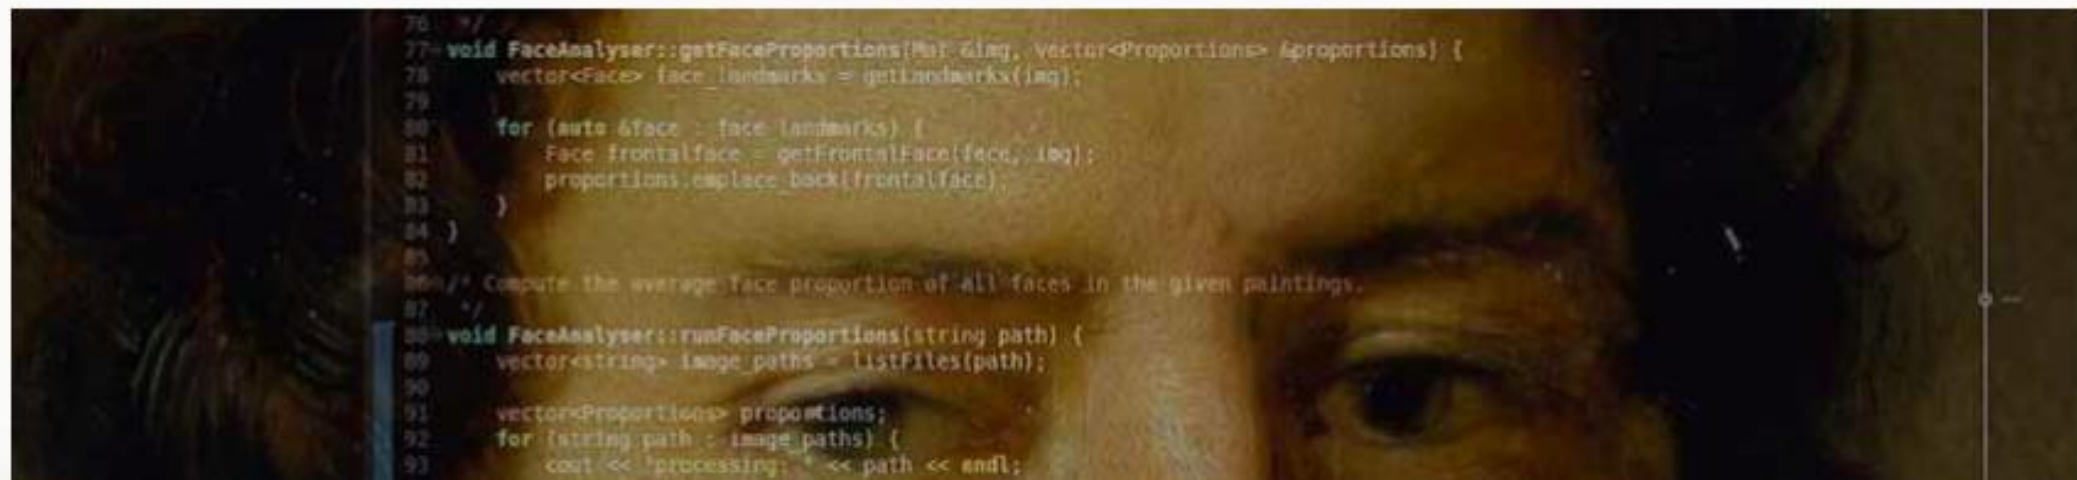 76 */
77 void FaceAnalyser::getFaceProportions(Mat &img, vector<Proportions> &proportions) {
78 vector<Face> face_landmarks = getLandmarks(img);
79
80 for (auto &face : face_landmarks) {
81 Face frontalface = getFrontalFace(face, img);
82 proportions.emplace_back(frontalface);
83 }
84 }
85
86 /* Compute the average face proportion of all faces in the given paintings.
87 */
88 void FaceAnalyser::runFaceProportions(string path) {
89 vector<string> image_paths = listFiles(path);
90
91 vector<Proportions> proportions;
92 for (string path : image_paths) {
93 cout << "processing: " << path << endl;